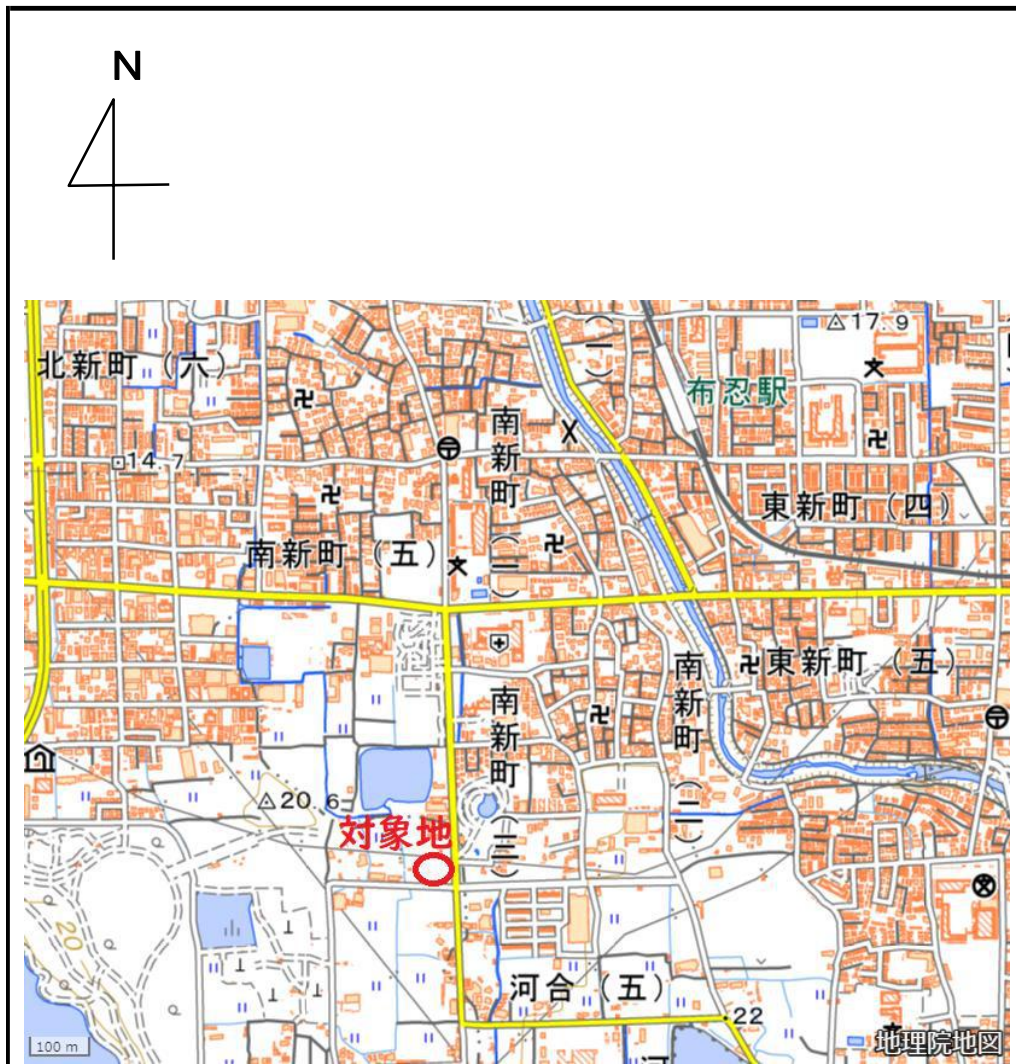 N
(一)
17.9
北新町(六)
布忍駅
南新町(二)
14.7
東新町(四)
南新町(五)
東新町(五)
南新町(三)
南新町(二)
20.6
対象地
20
河合(五)
22
河
100 m
地理院地図